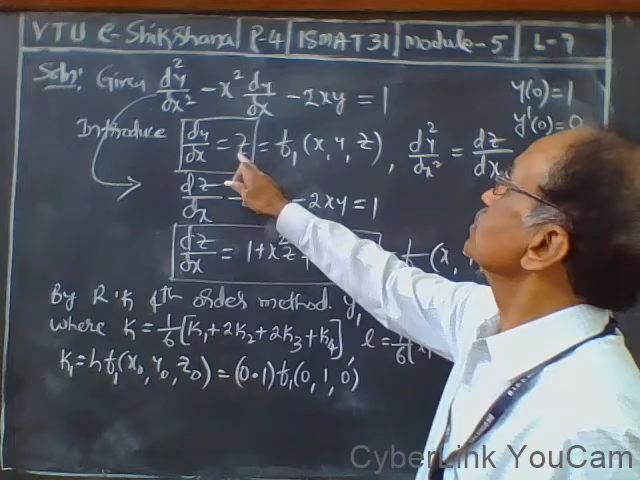 VTU e-Shikshana | P-4 | 15MAT31 | Module-5 | L-7
Soln: Given d²y/dx² - x² dy/dx - 2xy = 1
y(0)=1
y'(0)=0
Introduce dy/dx = z = f₁(x, y, z), d²y/dx² = dz/dx
dz/dx - 2xy = 1
dz/dx = 1+x²z+ f (x,
By R.K 4th order method y₁
where K = 1/6[K₁+2K₂+2K₃+K₄], l = 1/6[
K₁=hf₁(x₀, y₀, z₀) = (0.1)f₁(0, 1, 0)
CyberLink YouCam